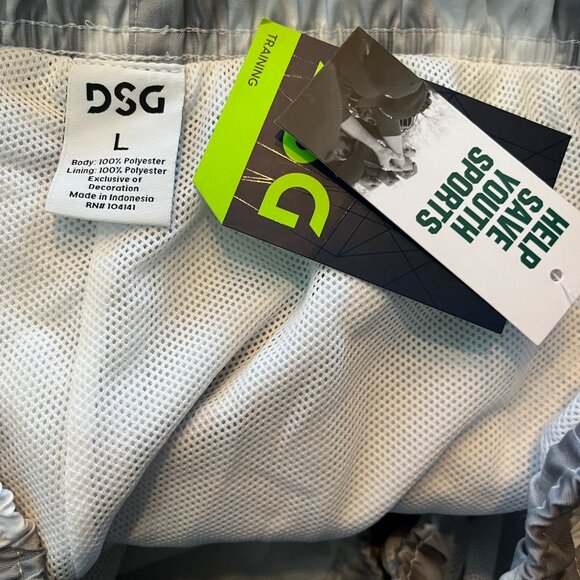 DSG
L
Body: 100% Polyester
Lining: 100% Polyester
Exclusive of
Decoration
Made in Indonesia
RN# 104141
TRAINING
SG
HELP
SAVE
YOUTH
SPORTS